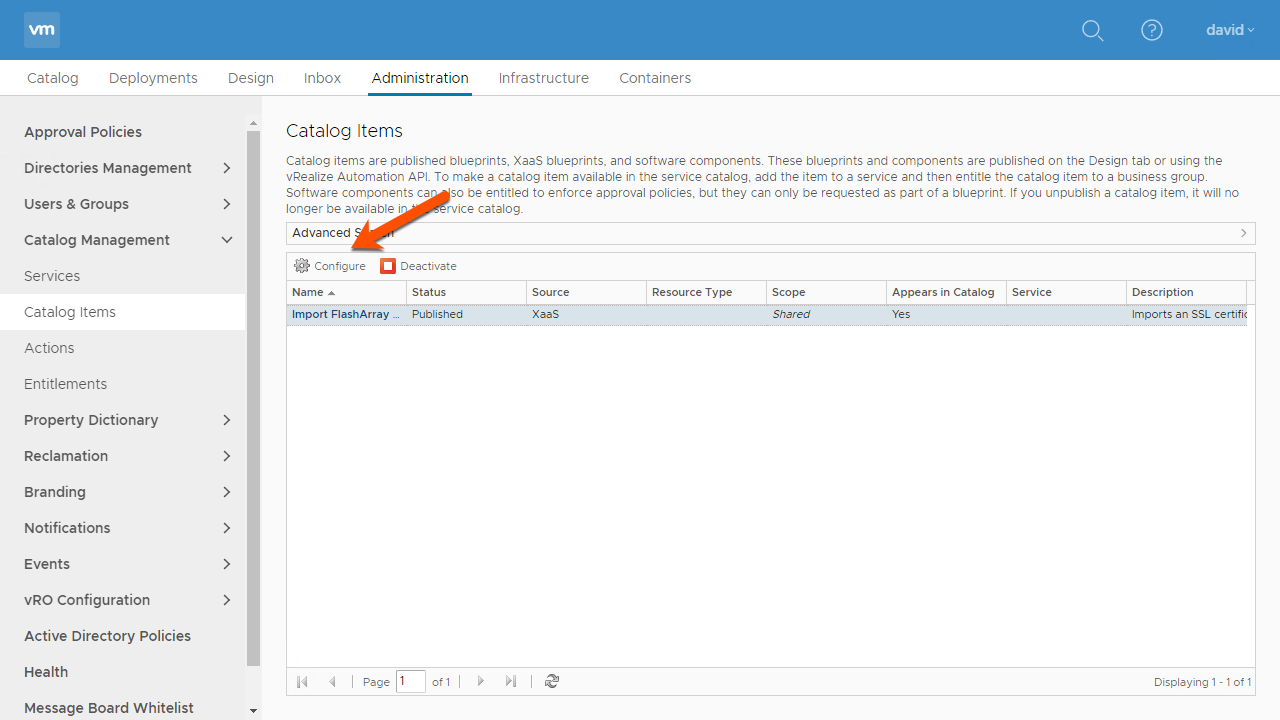 vm
david
Catalog Deployments Design Inbox Administration Infrastructure Containers
Approval Policies
Directories Management
Users & Groups
Catalog Management
Services
Catalog Items
Actions
Entitlements
Property Dictionary
Reclamation
Branding
Notifications
Events
vRO Configuration
Active Directory Policies
Health
Message Board Whitelist
Catalog Items
Catalog items are published blueprints, XaaS blueprints, and software components. These blueprints and components are published on the Design tab or using the
vRealize Automation API. To make a catalog item available in the service catalog, add the item to a service and then entitle the catalog item to a business group.
Software components can also be entitled to enforce approval policies, but they can only be requested as part of a blueprint. If you unpublish a catalog item, it will no
longer be available in the service catalog.
Advanced Search
Configure Deactivate
Name Status Source Resource Type Scope Appears in Catalog Service Description
Import FlashArray ... Published XaaS Shared Yes Imports an SSL certific
Page 1 of 1
Displaying 1 - 1 of 1